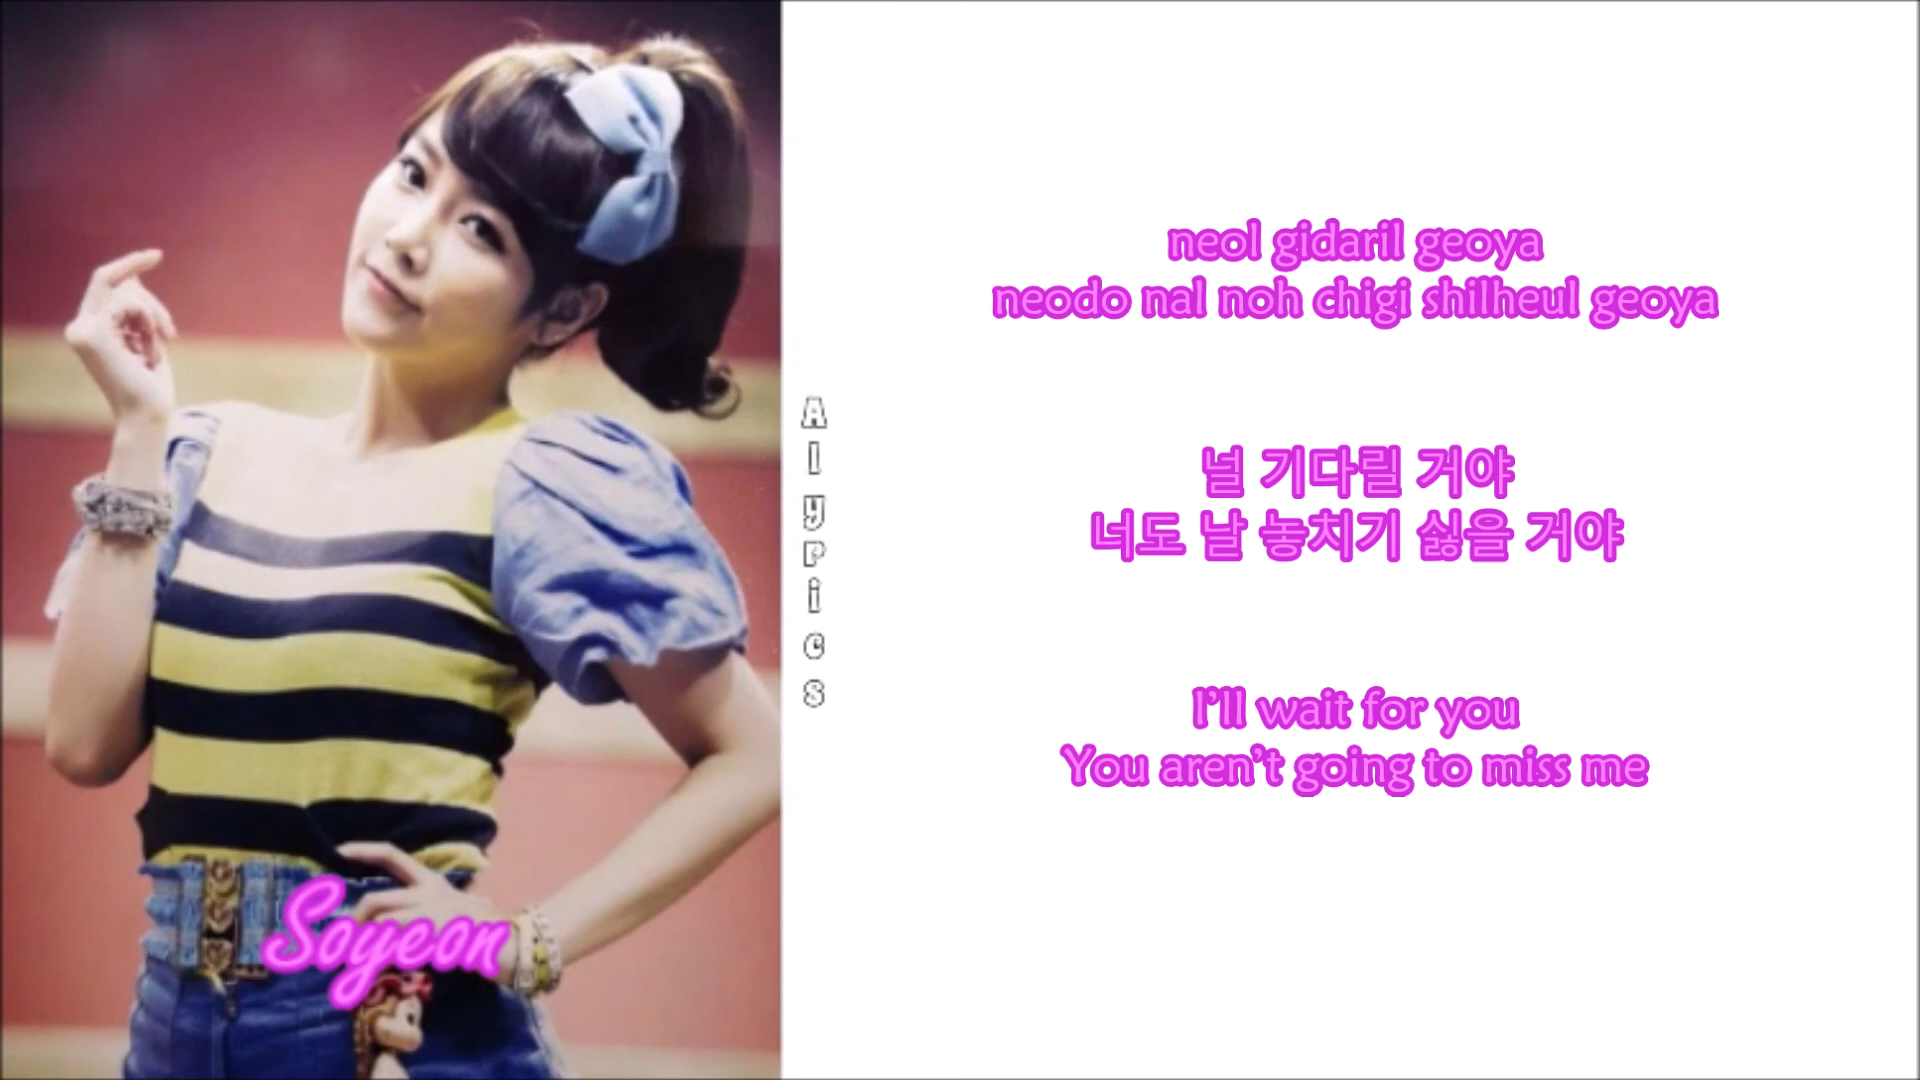 neol gidaril geoya
neodo nal noh chigi shilheul geoya
널 기다릴 거야
너도 날 놓치기 싫을 거야
I'll wait for you
You aren't going to miss me
Alypics
Soyeon